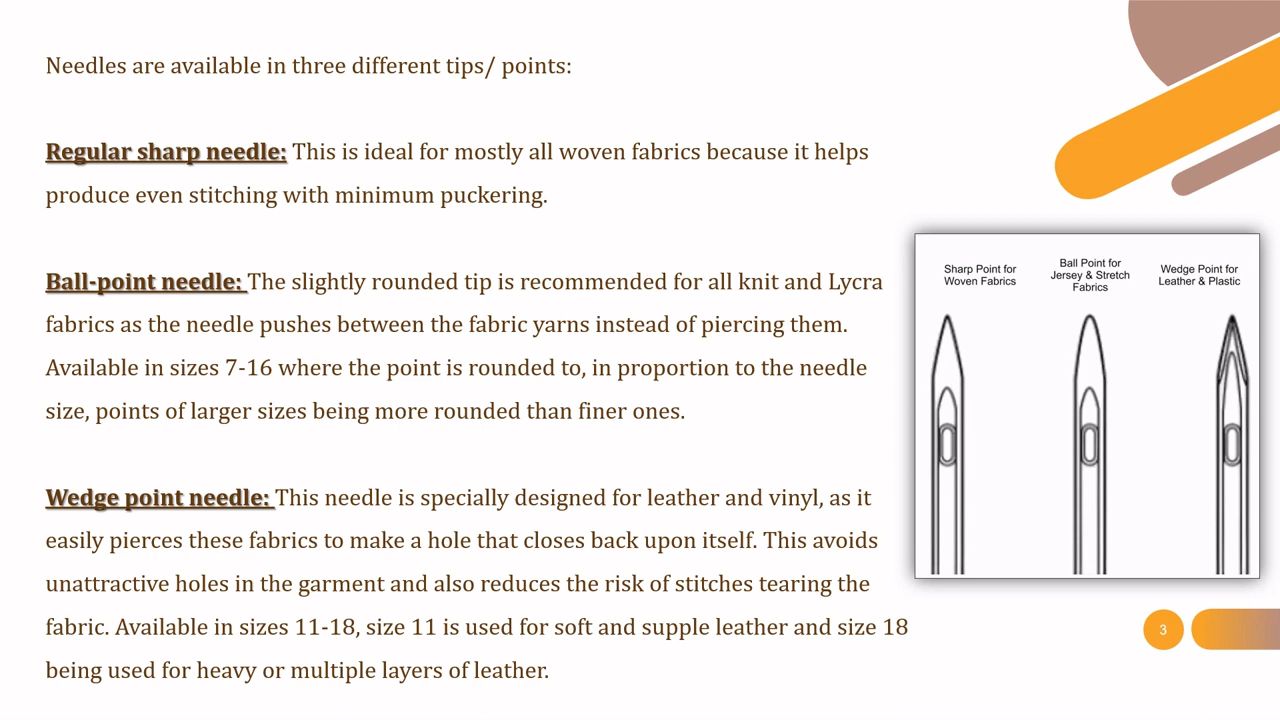 Needles are available in three different tips/ points:
Regular sharp needle: This is ideal for mostly all woven fabrics because it helps
produce even stitching with minimum puckering.
Ball-point needle: The slightly rounded tip is recommended for all knit and Lycra
fabrics as the needle pushes between the fabric yarns instead of piercing them.
Available in sizes 7-16 where the point is rounded to, in proportion to the needle
size, points of larger sizes being more rounded than finer ones.
Wedge point needle: This needle is specially designed for leather and vinyl, as it
easily pierces these fabrics to make a hole that closes back upon itself. This avoids
unattractive holes in the garment and also reduces the risk of stitches tearing the
fabric. Available in sizes 11-18, size 11 is used for soft and supple leather and size 18
being used for heavy or multiple layers of leather.
Sharp Point for
Woven Fabrics
Ball Point for
Jersey & Stretch
Fabrics
Wedge Point for
Leather & Plastic
3